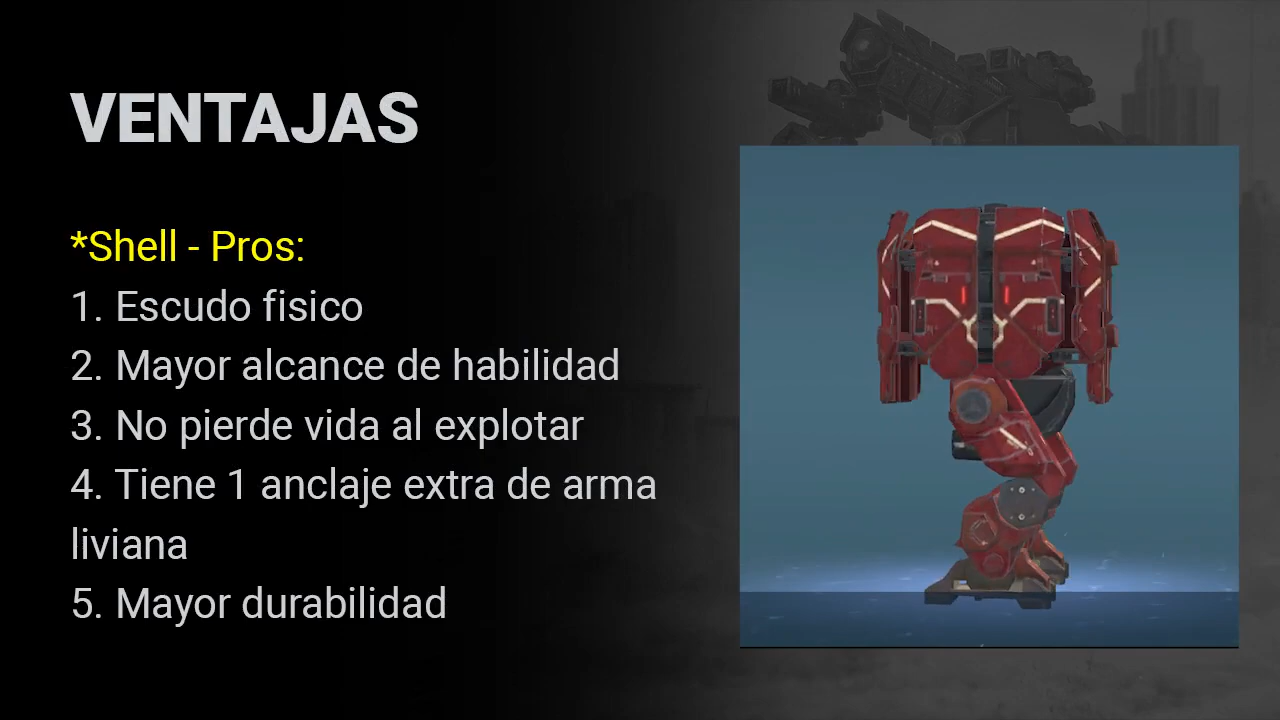 VENTAJAS
*Shell - Pros:
1. Escudo fisico
2. Mayor alcance de habilidad
3. No pierde vida al explotar
4. Tiene 1 anclaje extra de arma
liviana
5. Mayor durabilidad